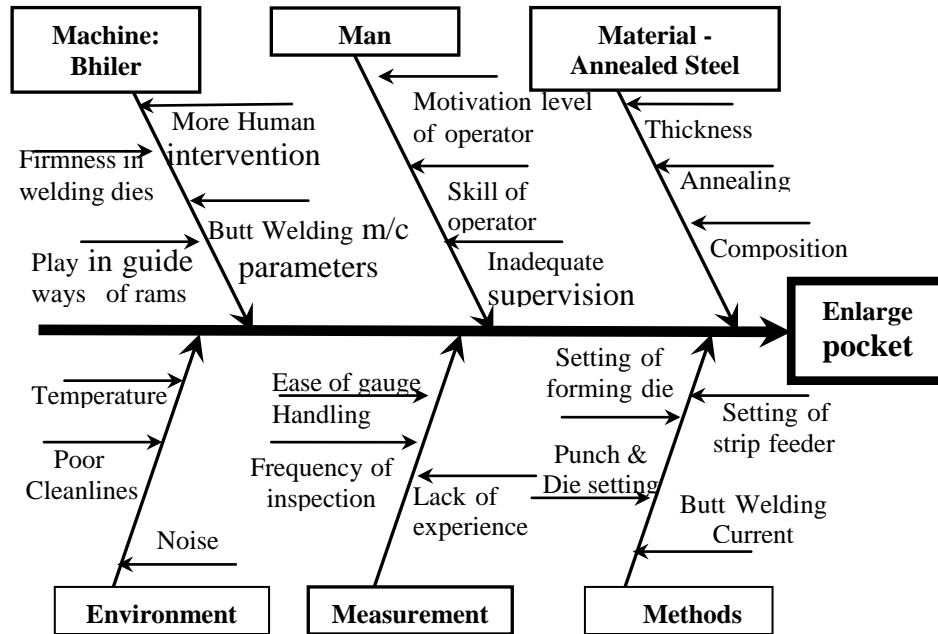 Machine:
Bhiler
Man
Material -
Annealed Steel
More Human
intervention
Firmness in
welding dies
Butt Welding m/c
parameters
Play in guide
ways of rams
Motivation level
of operator
Skill of
operator
Inadequate
supervision
Thickness
Annealing
Composition
Enlarge
pocket
Temperature
Poor
Cleanlines
Noise
Environment
Ease of gauge
Handling
Frequency of
inspection
Lack of
experience
Measurement
Setting of
forming die
Setting of
strip feeder
Punch &
Die setting
Butt Welding
Current
Methods